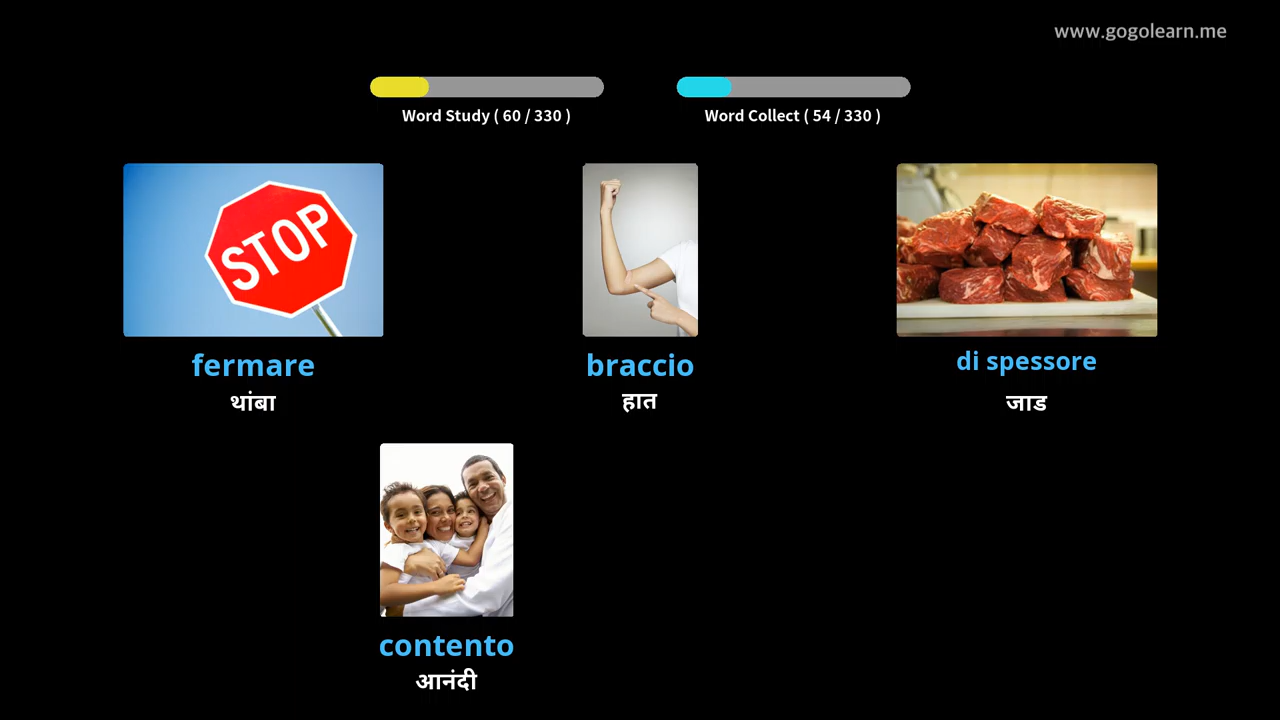 www.gogolearn.me
Word Study ( 60 / 330 )
Word Collect ( 54 / 330 )
STOP
fermare
थांबा
braccio
हात
di spessore
जाड
contento
आनंदी